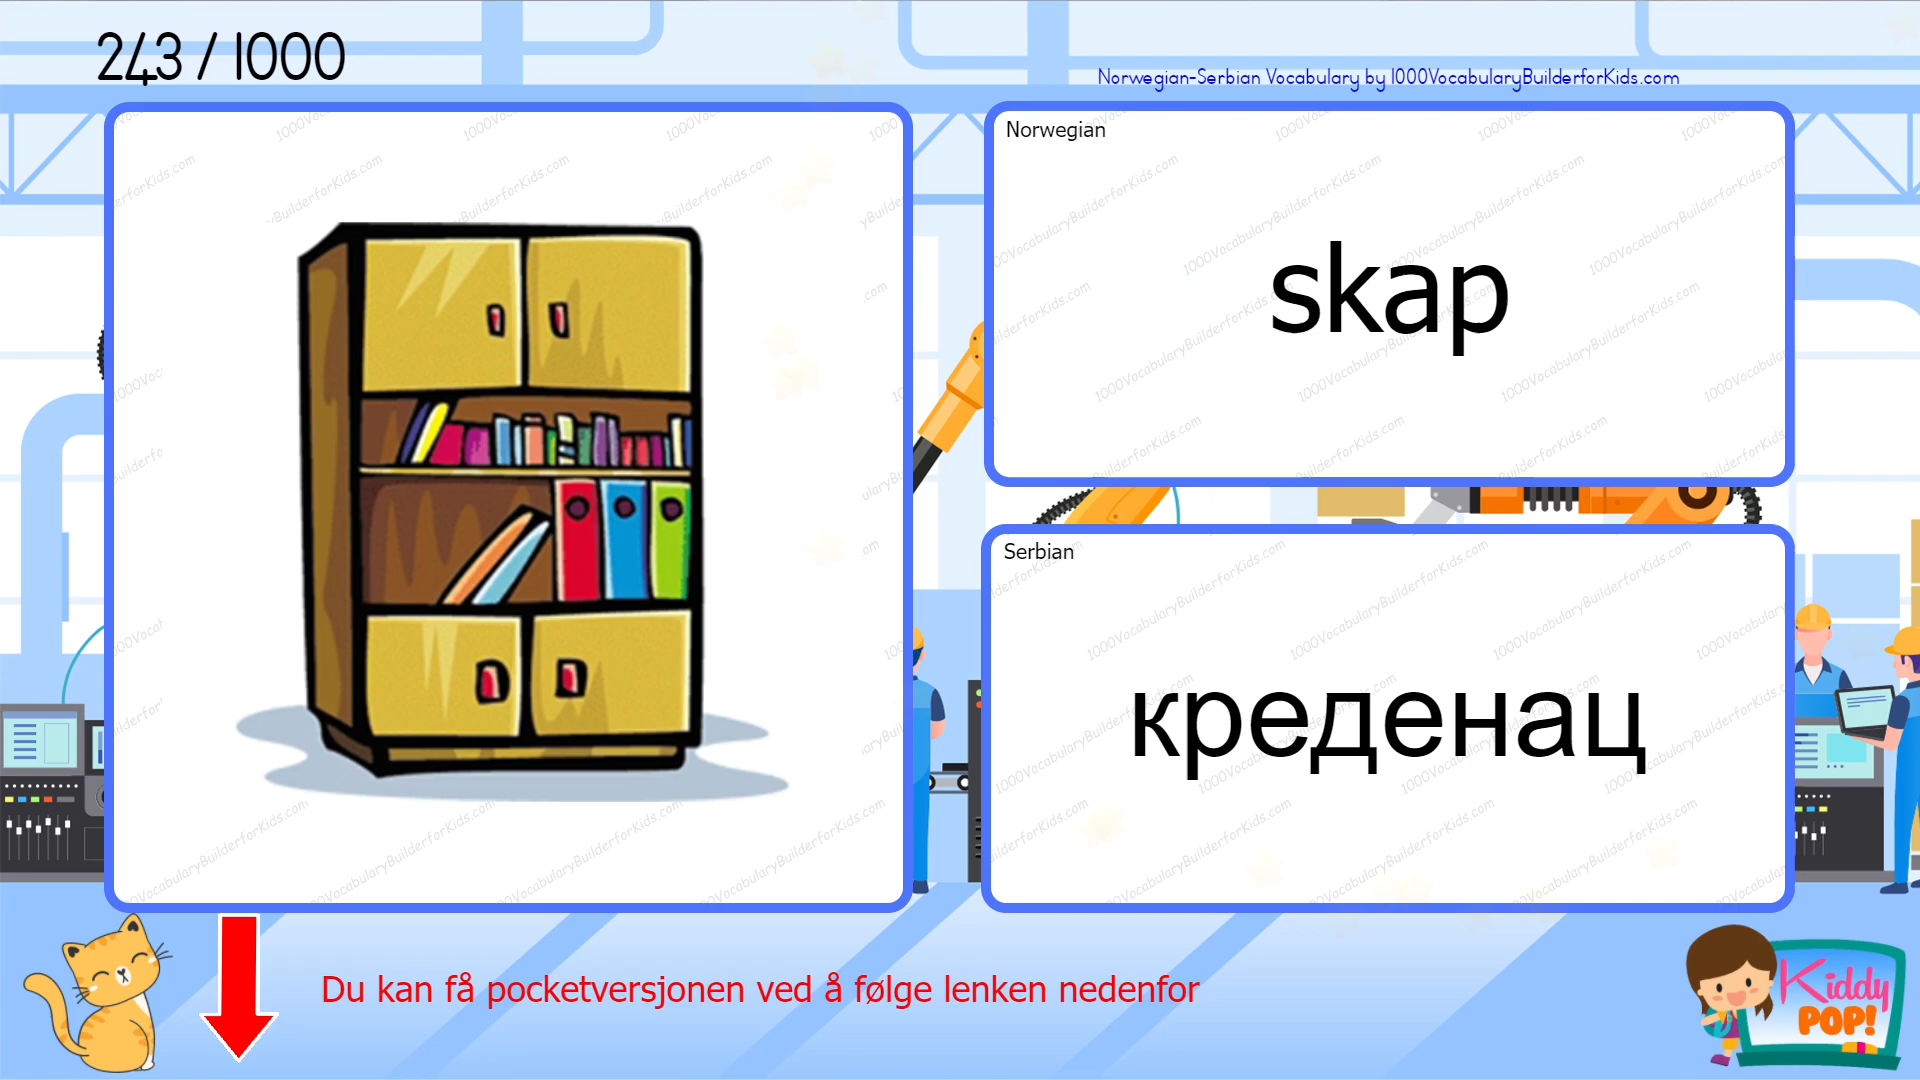 243 / 1000
Norwegian-Serbian Vocabulary by 1000VocabularyBuilderforKids.com
Norwegian
skap
Serbian
креденац
Du kan få pocketversjonen ved å følge lenken nedenfor
Kiddy
POP!